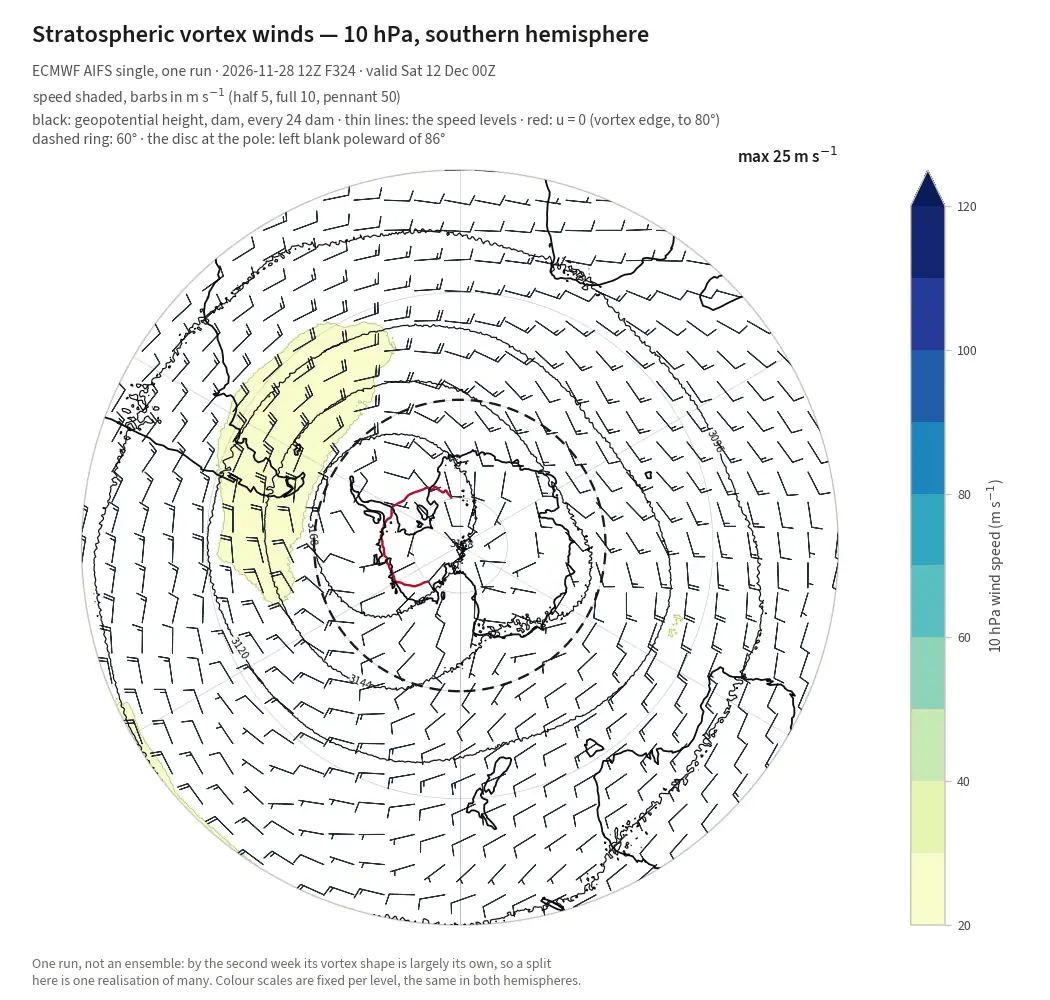 Stratospheric vortex winds — 10 hPa, southern hemisphere
ECMWF AIFS single, one run · 2026-11-28 12Z F324 · valid Sat 12 Dec 00Z
speed shaded, barbs in m s⁻¹ (half 5, full 10, pennant 50)
black: geopotential height, dam, every 24 dam · thin lines: the speed levels · red: u = 0 (vortex edge, to 80°)
dashed ring: 60° · the disc at the pole: left blank poleward of 86°
max 25 m s⁻¹
120
100
80
60
40
20
10 hPa wind speed (m s⁻¹)
3096
3160
3120
3144
One run, not an ensemble: by the second week its vortex shape is largely its own, so a split
here is one realisation of many. Colour scales are fixed per level, the same in both hemispheres.